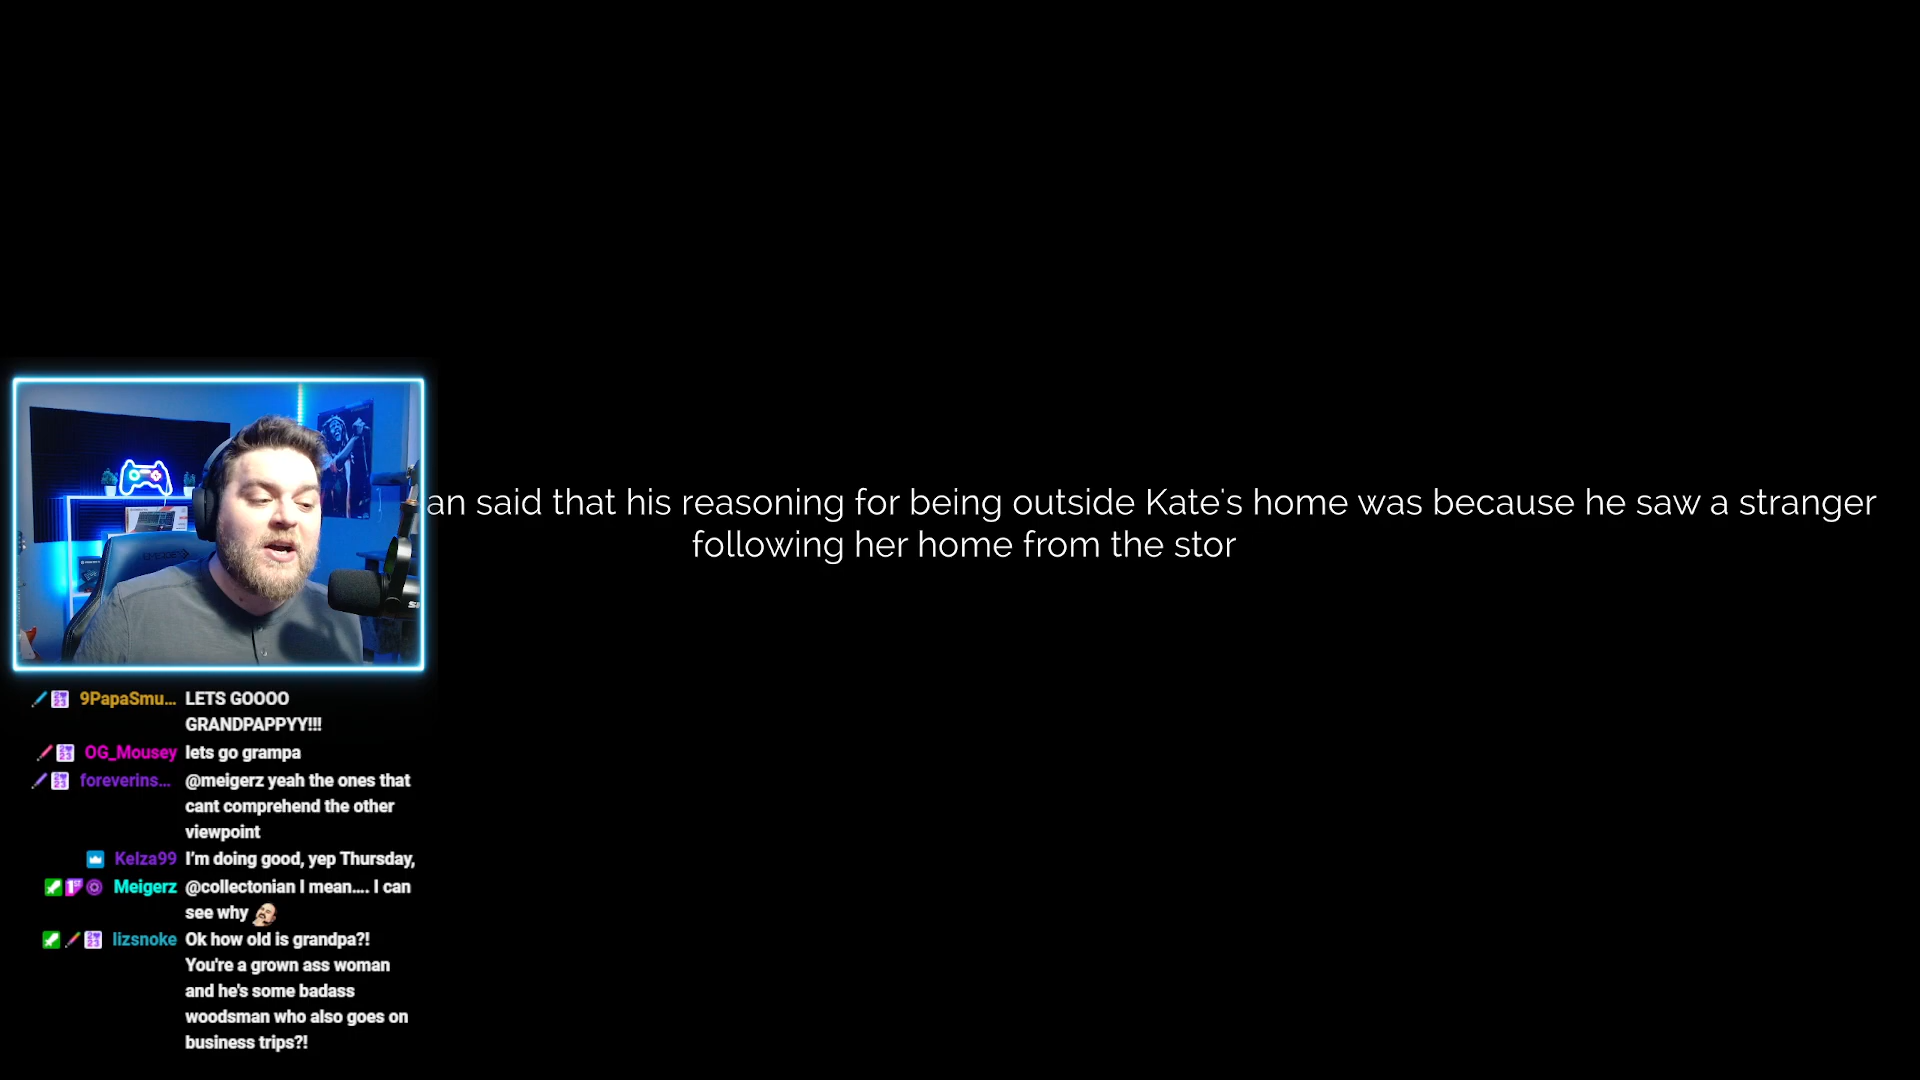 an said that his reasoning for being outside Kate's home was because he saw a stranger
following her home from the stor
9PapaSmu... LETS GOOOO
GRANDPAPPYY!!!
OG_Mousey lets go grampa
foreverins... @meigerz yeah the ones that
cant comprehend the other
viewpoint
Kelza99 I'm doing good, yep Thursday,
Meigerz @collectonian I mean.... I can
see why
lizsnoke Ok how old is grandpa?!
You're a grown ass woman
and he's some badass
woodsman who also goes on
business trips?!